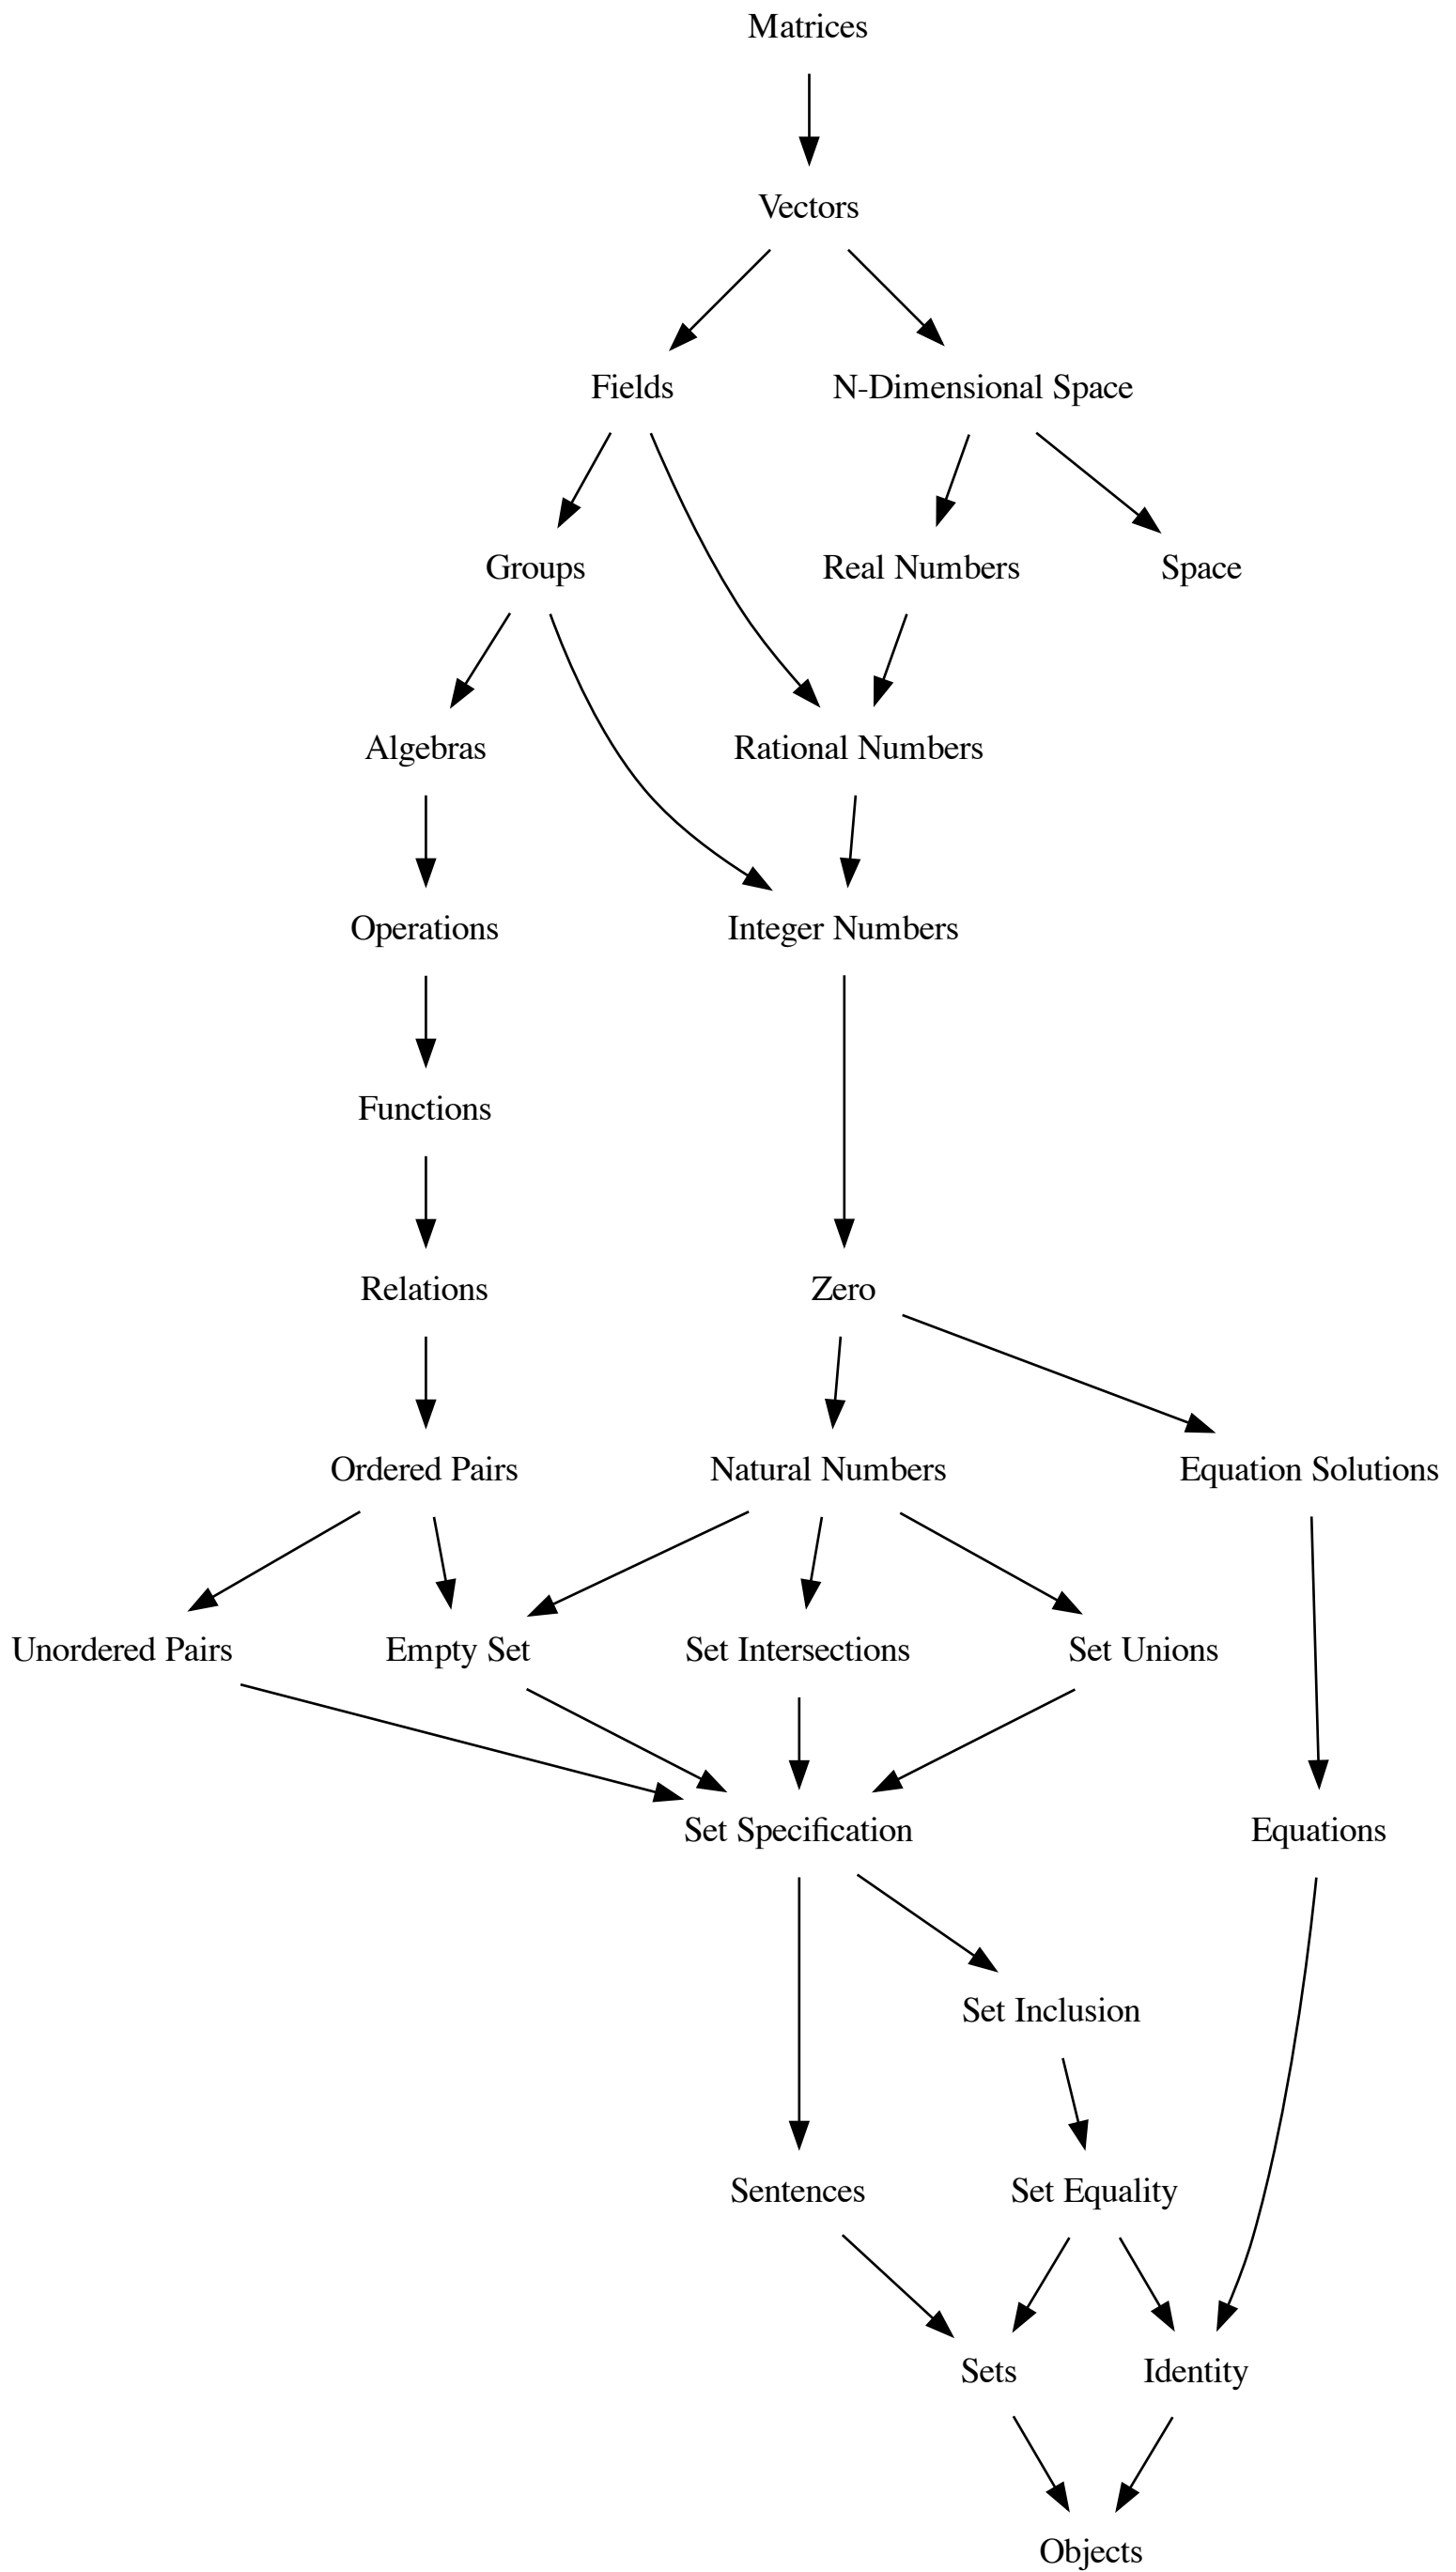 Matrices
Vectors
Fields
N-Dimensional Space
Groups
Real Numbers
Space
Algebras
Rational Numbers
Operations
Integer Numbers
Functions
Relations
Zero
Ordered Pairs
Natural Numbers
Equation Solutions
Unordered Pairs
Empty Set
Set Intersections
Set Unions
Set Specification
Equations
Set Inclusion
Sentences
Set Equality
Sets
Identity
Objects